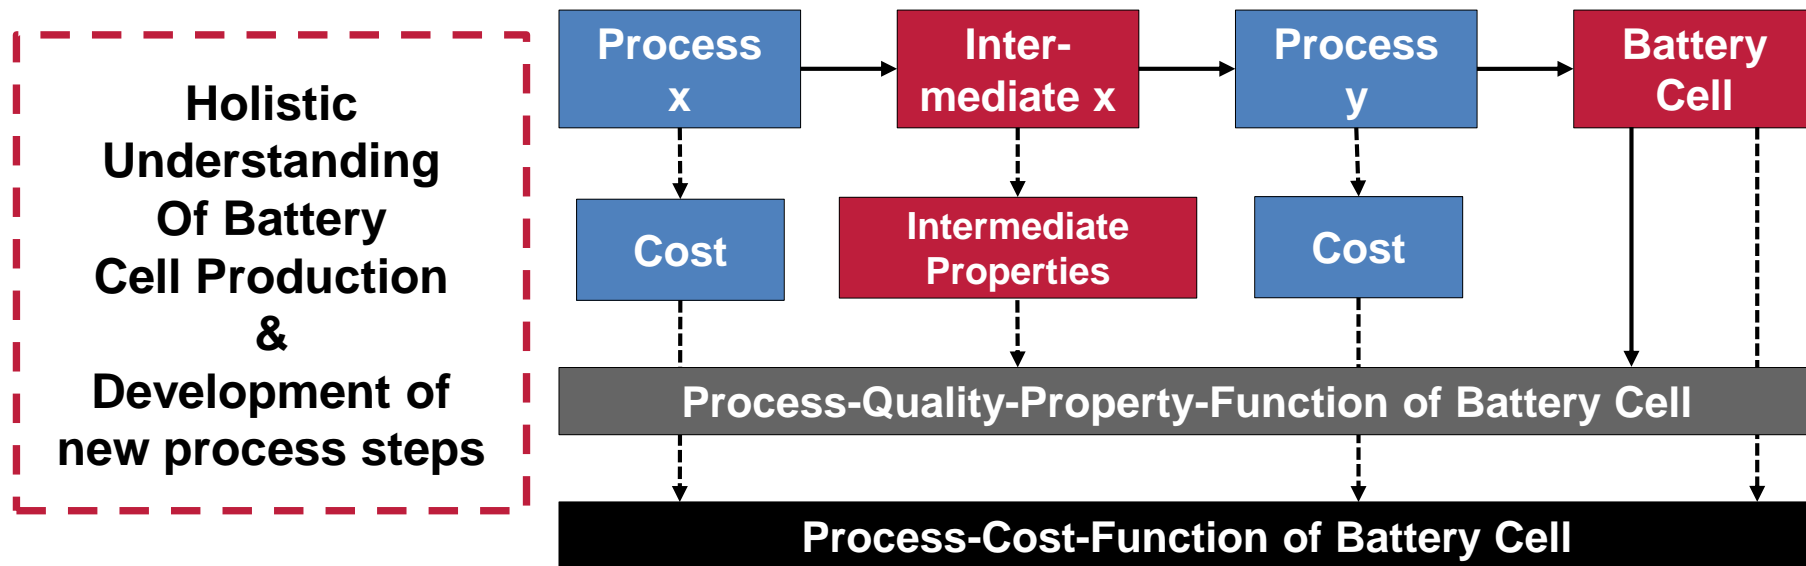 Holistic
Understanding
Of Battery
Cell Production
&
Development of
new process steps
Process
x
Inter-
mediate x
Process
y
Battery
Cell
Cost
Intermediate
Properties
Cost
Process-Quality-Property-Function of Battery Cell
Process-Cost-Function of Battery Cell